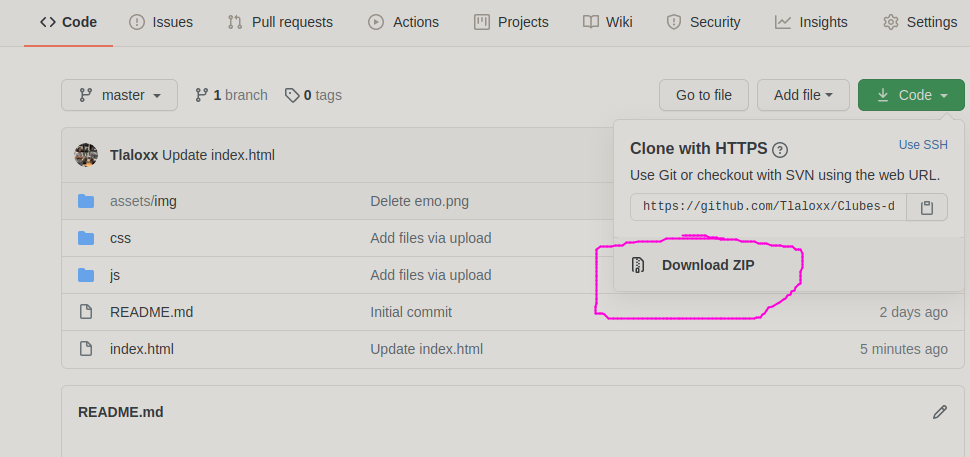 Code Issues Pull requests Actions Projects Wiki Security Insights Settings
master 1 branch 0 tags Go to file Add file Code
Tlaloxx Update index.html
Clone with HTTPS ? Use SSH
Use Git or checkout with SVN using the web URL.
https://github.com/Tlaloxx/Clubes-d
Download ZIP
assets/img Delete emo.png
css Add files via upload
js Add files via upload
README.md Initial commit 2 days ago
index.html Update index.html 5 minutes ago
README.md